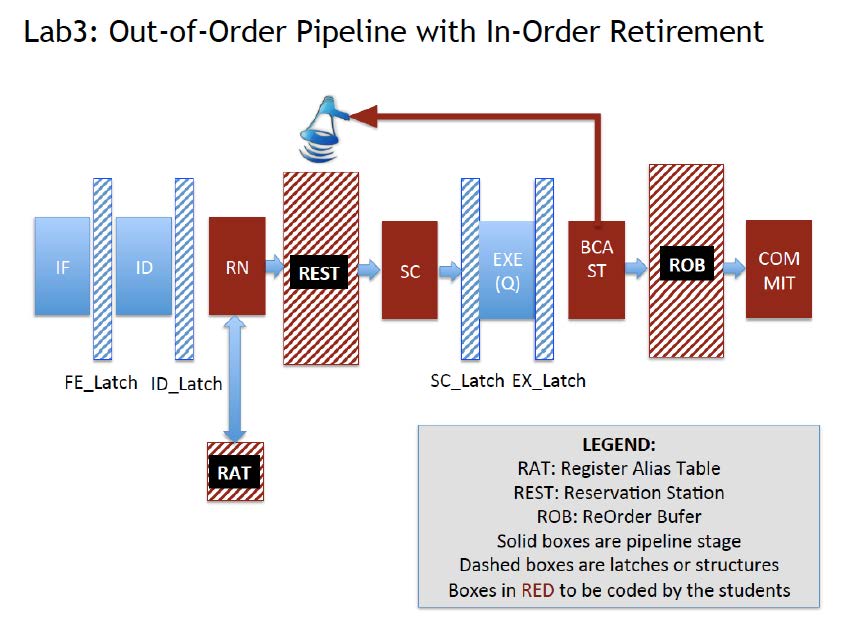 Lab3: Out-of-Order Pipeline with In-Order Retirement
IF
ID
RN
REST
SC
EXE
(Q)
BCA
ST
ROB
COM
MIT
FE_Latch
ID_Latch
SC_Latch
EX_Latch
RAT
LEGEND:
RAT: Register Alias Table
REST: Reservation Station
ROB: ReOrder Bufer
Solid boxes are pipeline stage
Dashed boxes are latches or structures
Boxes in RED to be coded by the students